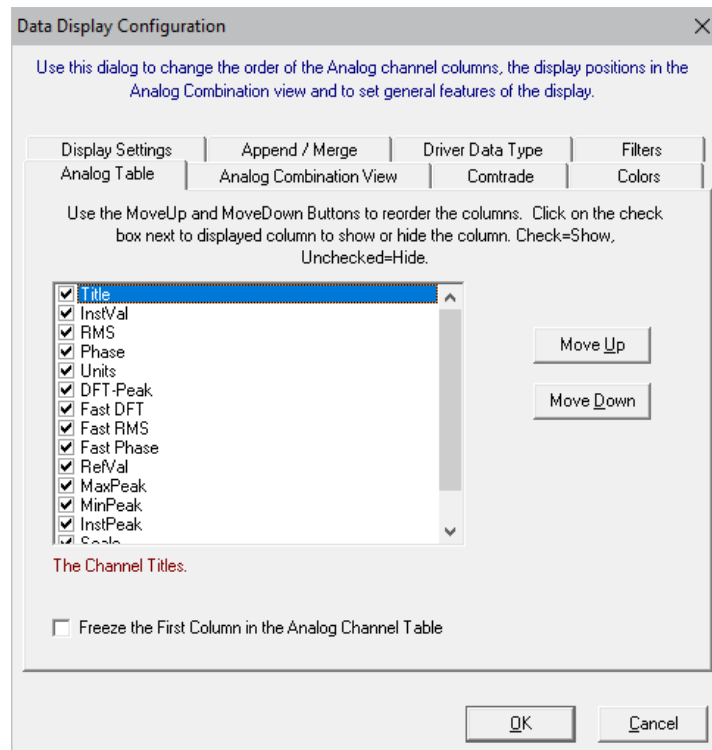 Data Display Configuration
Use this dialog to change the order of the Analog channel columns, the display positions in the
Analog Combination view and to set general features of the display.
Display Settings
Append / Merge
Driver Data Type
Filters
Analog Table
Analog Combination View
Comtrade
Colors
Use the MoveUp and MoveDown Buttons to reorder the columns. Click on the check
box next to displayed column to show or hide the column. Check=Show,
Unchecked=Hide.
Title
InstVal
RMS
Phase
Units
DFT-Peak
Fast DFT
Fast RMS
Fast Phase
RefVal
MaxPeak
MinPeak
InstPeak
Scale
Move Up
Move Down
The Channel Titles.
Freeze the First Column in the Analog Channel Table
OK
Cancel